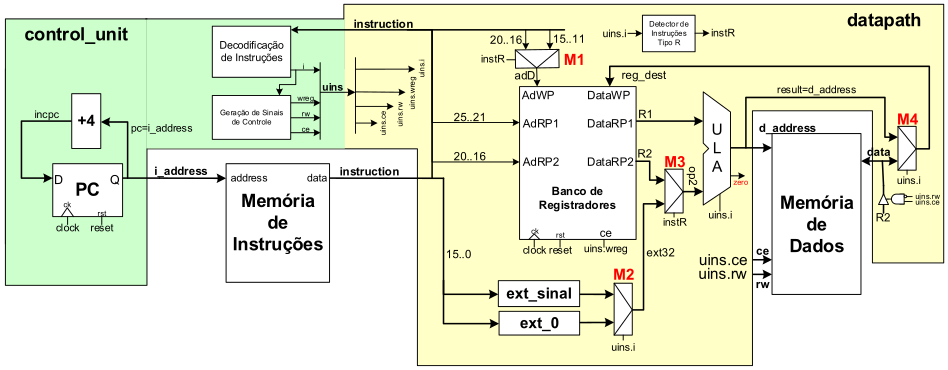 control_unit
datapath
instruction
Decodificação
de Instruções
i
uins
uins.i
uins.wreg
uins.rw
uins.ce
Geração de Sinais
de Controle
wreg
rw
ce
20..16
15..11
instR
M1
adD
uins.i
Detector de
Instruções
Tipo R
instR
reg_dest
incpc
+4
pc=i_address
D
Q
PC
ck
rst
clock
reset
i_address
address
data
Memória
de
Instruções
instruction
25..21
20..16
15..0
AdWP
DataWP
AdRP1
DataRP1
AdRP2
DataRP2
Banco de
Registradores
ck
rst
ce
clock
reset
uins.wreg
R1
R2
M3
op2
instR
ext32
ULA
zero
uins.i
result=d_address
d_address
data
M4
uins.i
R2
uins.rw
uins.ce
Memória
de
Dados
uins.ce
ce
uins.rw
rw
ext_sinal
ext_0
M2
uins.i